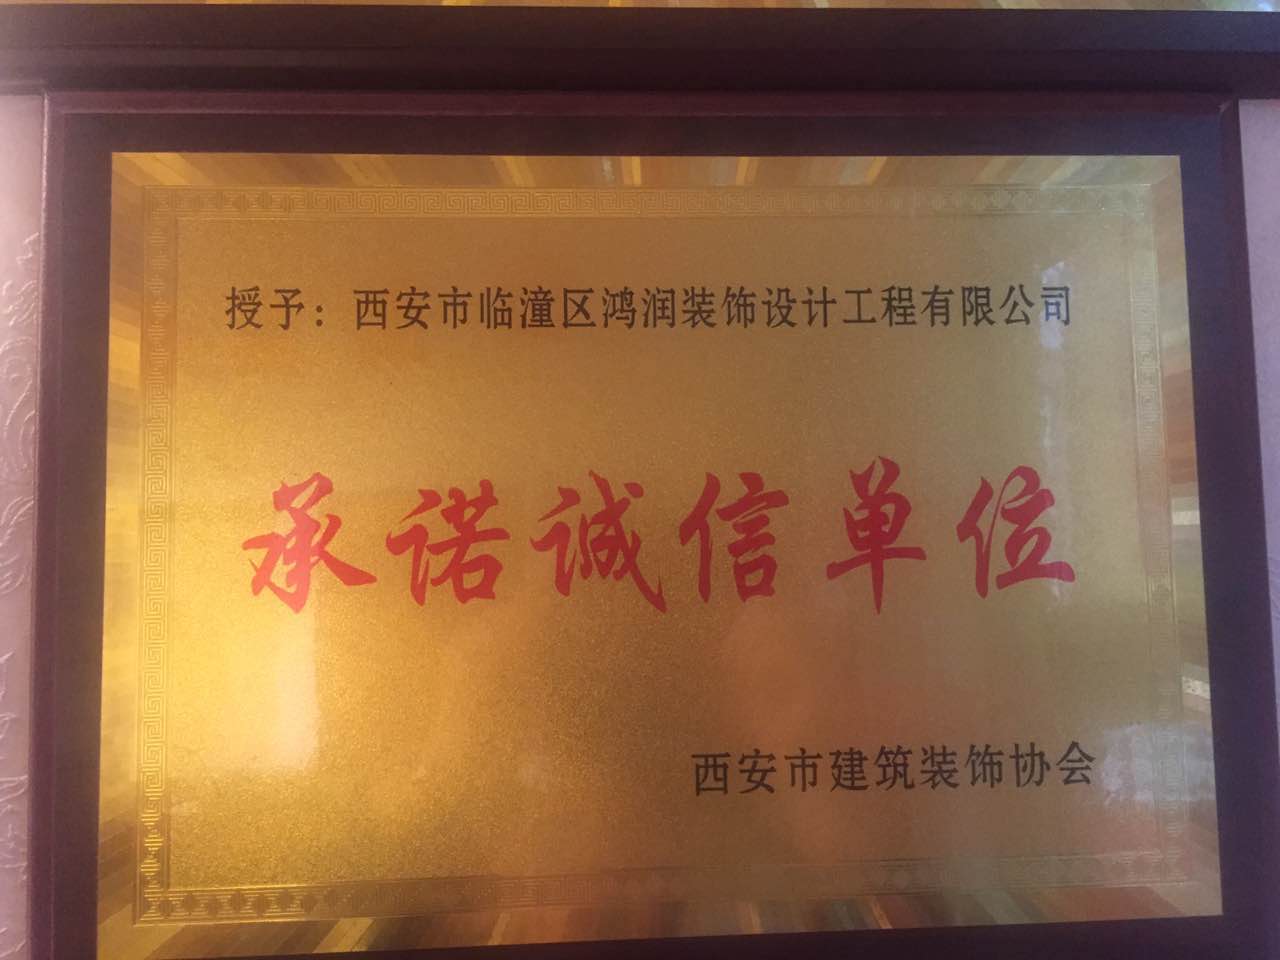 授予：西安市临潼区鸿润装饰设计工程有限公司
承诺诚信单位
西安市建筑装饰协会